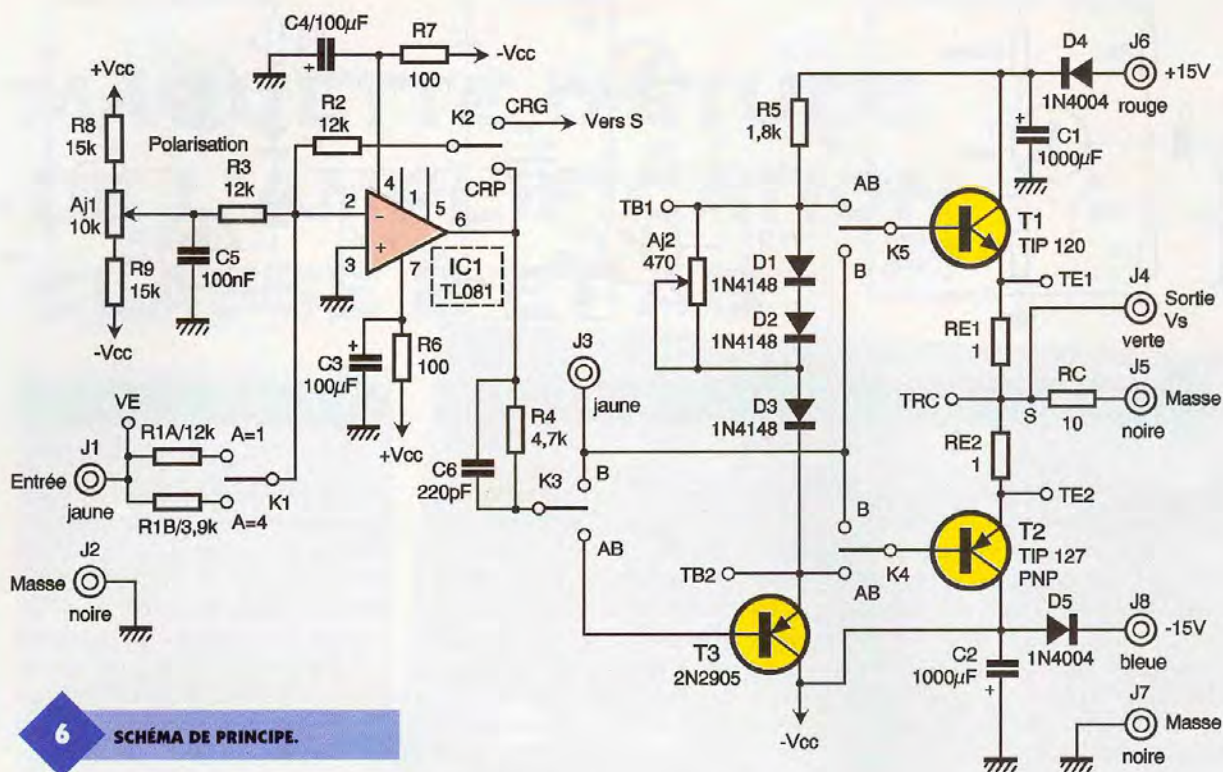 C4/100µF
R7
100
-Vcc
D4
J6
+15V
1N4004
rouge
+Vcc
R8
15k
Polarisation
R2
12k
K2
CRG
Vers S
CRP
R5
1,8k
C1
1000µF
R3
12k
Aj1
10k
C5
100nF
R9
15k
-Vcc
4
1
5
2
-
6
+
3
7
IC1
TL081
TB1
AB
K5
B
Aj2
470
D1
1N4148
D2
1N4148
D3
1N4148
T1
TIP 120
TE1
J4
Sortie
Vs
verte
RE1
1
RC
10
J5
Masse
noire
TRC
S
RE2
1
TE2
C3
100µF
R6
100
+Vcc
J3
jaune
R4
4,7k
C6
220pF
K3
B
AB
VE
J1
Entrée
jaune
R1A/12k
A=1
K1
R1B/3,9k
A=4
J2
Masse
noire
B
K4
AB
TB2
T2
TIP 127
PNP
T3
2N2905
-Vcc
D5
1N4004
J8
-15V
bleue
C2
1000µF
+
J7
Masse
noire
6
SCHÉMA DE PRINCIPE.